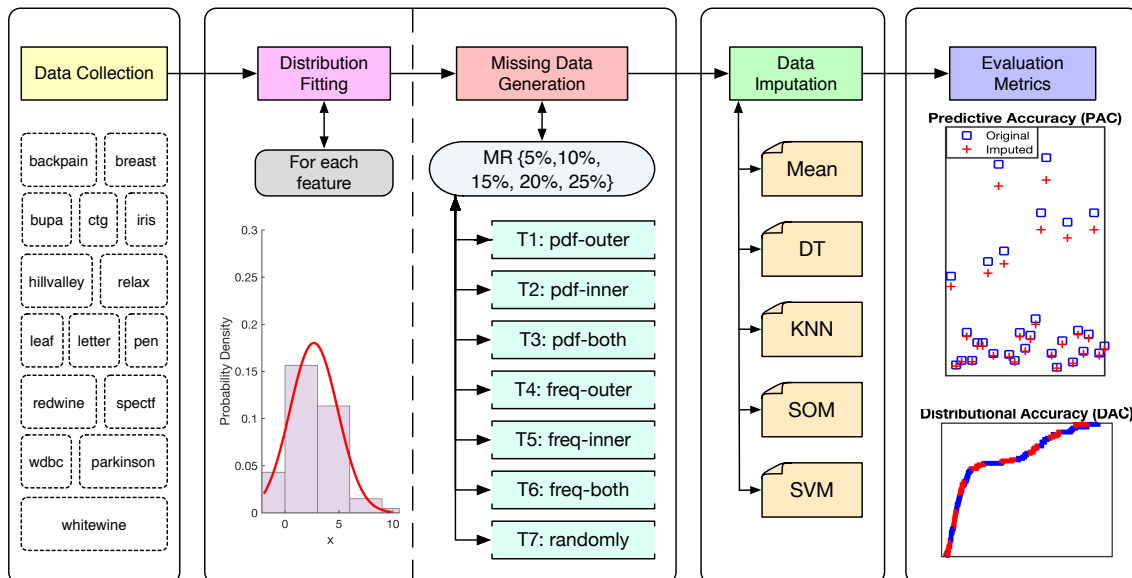 Data Collection
backpain
breast
bupa
ctg
iris
hillvalley
relax
leaf
letter
pen
redwine
spectf
wdbc
parkinson
whitewine
Distribution
Fitting
For each
feature
0.3
0.25
0.2
0.15
0.1
0.05
0
Probability Density
0
5
10
x
Missing Data
Generation
MR {5%,10%,
15%, 20%, 25%}
T1: pdf-outer
T2: pdf-inner
T3: pdf-both
T4: freq-outer
T5: freq-inner
T6: freq-both
T7: randomly
Data
Imputation
Mean
DT
KNN
SOM
SVM
Evaluation
Metrics
Predictive Accuracy (PAC)
Original
Imputed
Distributional Accuracy (DAC)